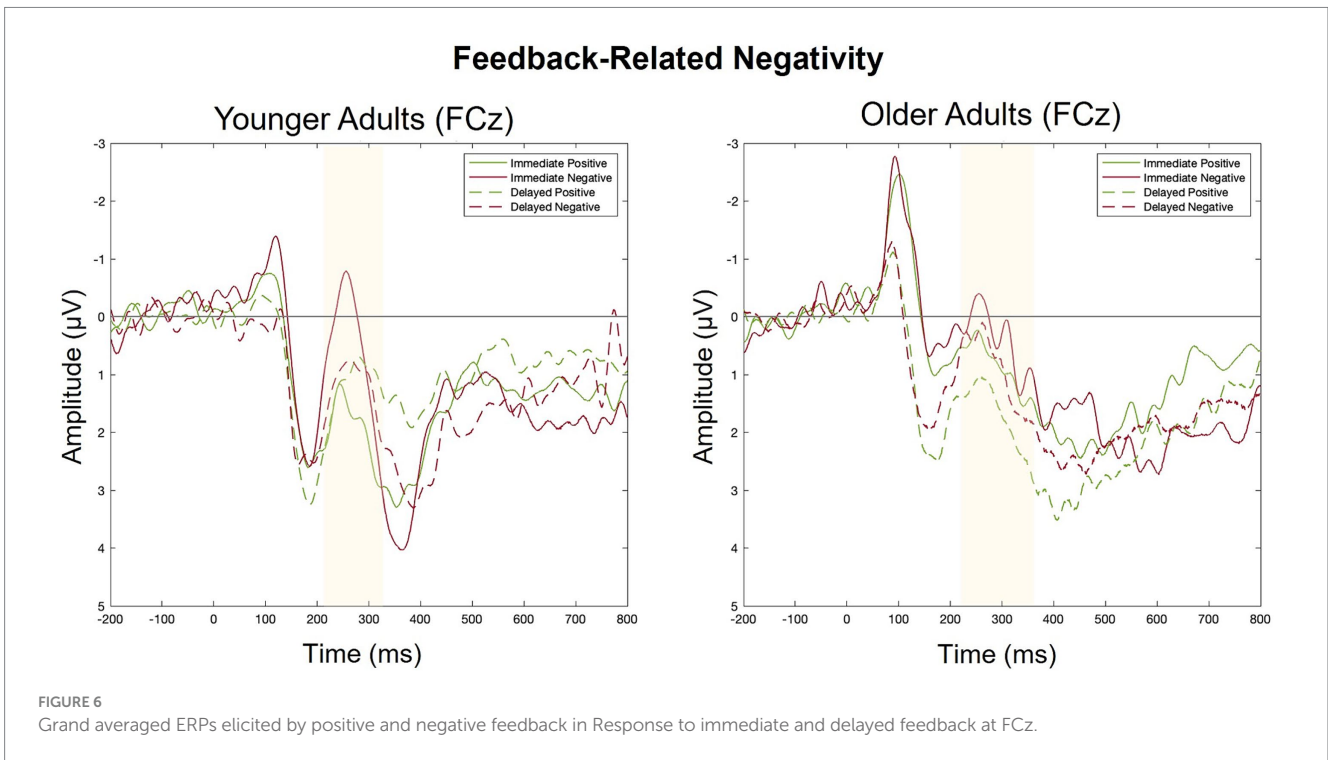 Feedback-Related Negativity
Younger Adults (FCz)
-3
-2
-1
0
1
2
3
4
5
Amplitude (µV)
Immediate Positive
Immediate Negative
Delayed Positive
Delayed Negative
-200 -100 0 100 200 300 400 500 600 700 800
Time (ms)
Older Adults (FCz)
-3
-2
-1
0
1
2
3
4
5
Amplitude (µV)
Immediate Positive
Immediate Negative
Delayed Positive
Delayed Negative
-200 -100 0 100 200 300 400 500 600 700 800
Time (ms)
FIGURE 6
Grand averaged ERPs elicited by positive and negative feedback in Response to immediate and delayed feedback at FCz.